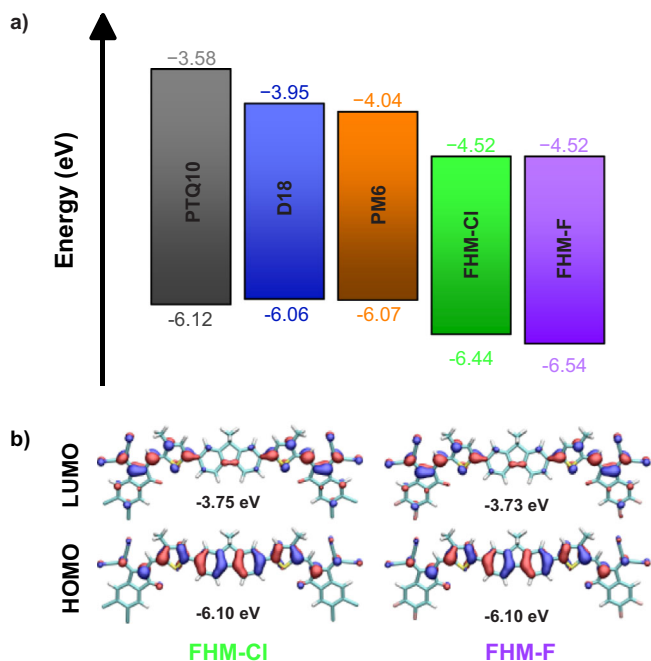 a)
Energy (eV)
−3.58
−3.95
−4.04
−4.52
−4.52
PTQ10
D18
PM6
FHM-Cl
FHM-F
-6.12
-6.06
-6.07
-6.44
-6.54
b)
LUMO
-3.75 eV
-3.73 eV
HOMO
-6.10 eV
-6.10 eV
FHM-Cl
FHM-F